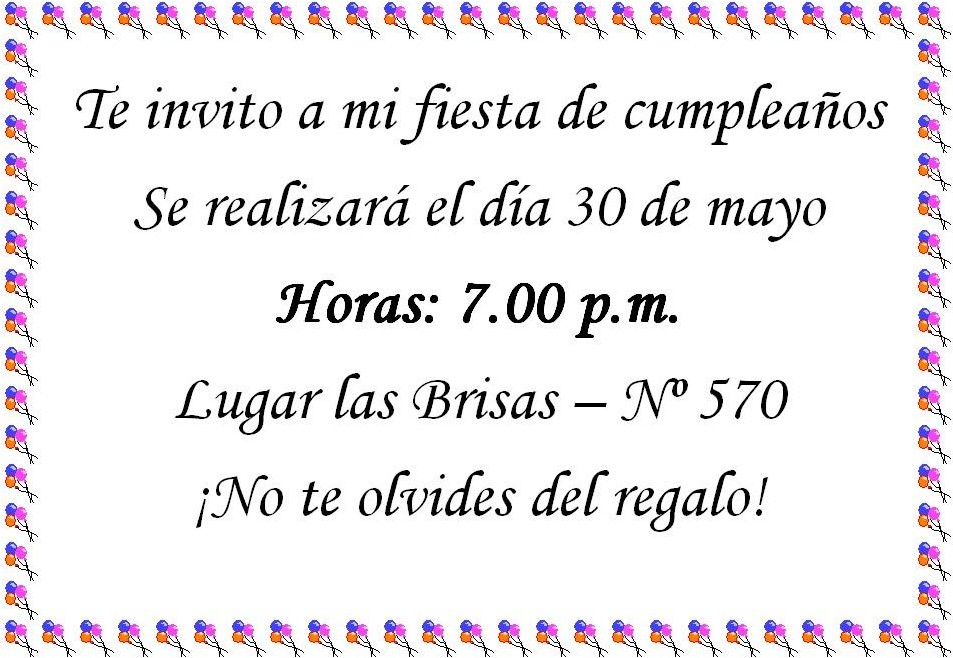 Te invito a mi fiesta de cumpleaños
Se realizará el día 30 de mayo
Horas: 7.00 p.m.
Lugar las Brisas – Nº 570
¡No te olvides del regalo!